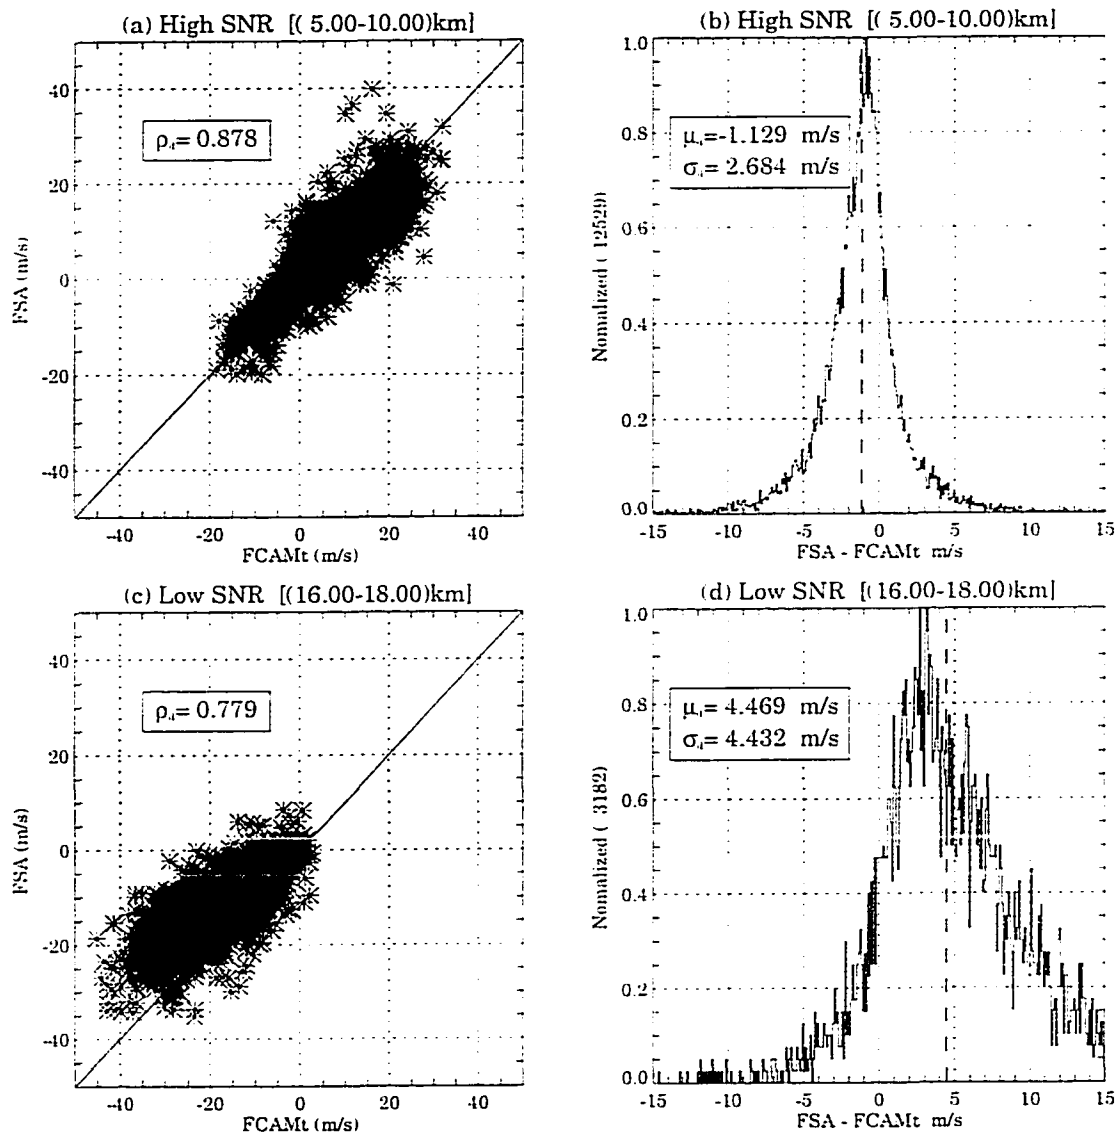 (a) High SNR [( 5.00-10.00)km]
40
20
0
-20
-40
-40 -20 0 20 40
FSA (m/s)
FCAMt (m/s)
ρ = 0.878
(b) High SNR [( 5.00-10.00)km]
1.0
0.8
0.6
0.4
0.2
0.0
-15 -10 -5 0 5 10 15
Nomalized ( 12529)
FSA - FCAMt m/s
μ =-1.129 m/s
σ = 2.684 m/s
(c) Low SNR [(16.00-18.00)km]
40
20
0
-20
-40
-40 -20 0 20 40
FSA (m/s)
FCAMt (m/s)
ρ = 0.779
(d) Low SNR [(16.00-18.00)km]
1.0
0.8
0.6
0.4
0.2
0.0
-15 -10 -5 0 5 10 15
Nomalized ( 3182)
FSA - FCAMt m/s
μ = 4.469 m/s
σ = 4.432 m/s